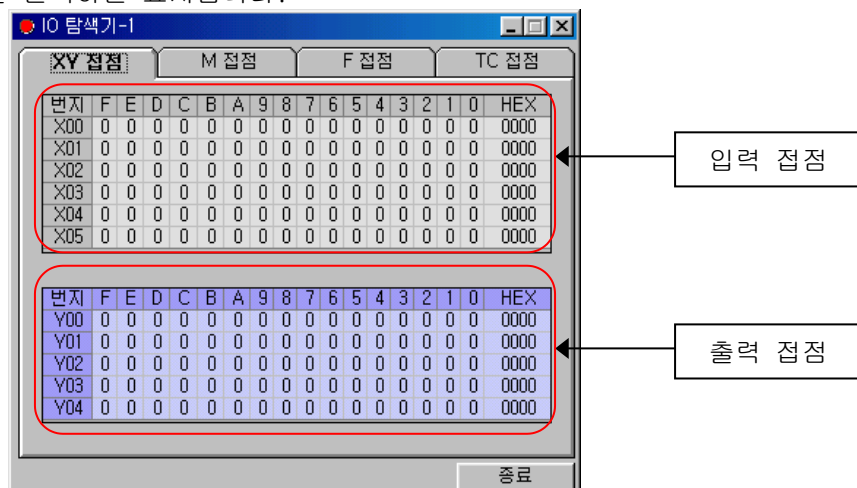 IO 탐색기-1
XY 접점 M 접점 F 접점 TC 접점
번지 F E D C B A 9 8 7 6 5 4 3 2 1 0 HEX
X00 0 0 0 0 0 0 0 0 0 0 0 0 0 0 0 0 0000
X01 0 0 0 0 0 0 0 0 0 0 0 0 0 0 0 0 0000
X02 0 0 0 0 0 0 0 0 0 0 0 0 0 0 0 0 0000
X03 0 0 0 0 0 0 0 0 0 0 0 0 0 0 0 0 0000
X04 0 0 0 0 0 0 0 0 0 0 0 0 0 0 0 0 0000
X05 0 0 0 0 0 0 0 0 0 0 0 0 0 0 0 0 0000
입력 접점
번지 F E D C B A 9 8 7 6 5 4 3 2 1 0 HEX
Y00 0 0 0 0 0 0 0 0 0 0 0 0 0 0 0 0 0000
Y01 0 0 0 0 0 0 0 0 0 0 0 0 0 0 0 0 0000
Y02 0 0 0 0 0 0 0 0 0 0 0 0 0 0 0 0 0000
Y03 0 0 0 0 0 0 0 0 0 0 0 0 0 0 0 0 0000
Y04 0 0 0 0 0 0 0 0 0 0 0 0 0 0 0 0 0000
출력 접점
종료